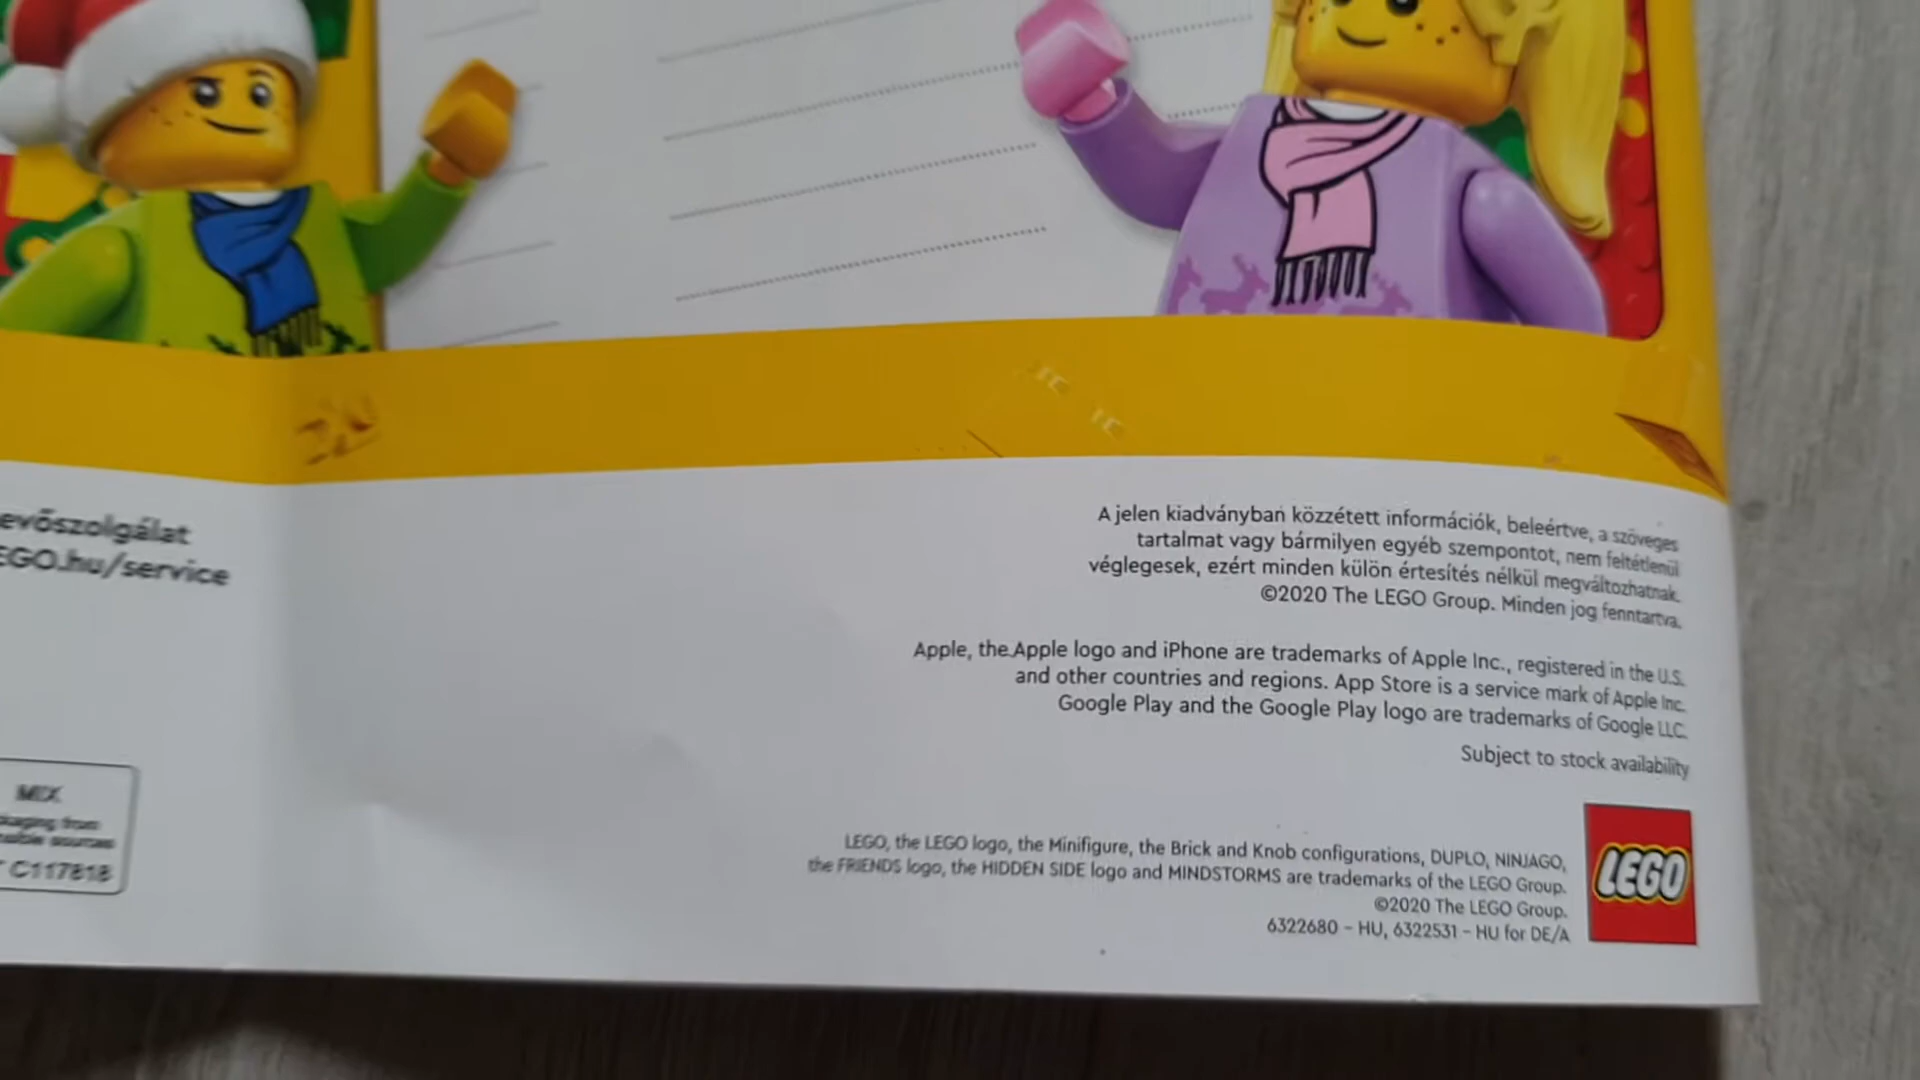 evőszolgálat
EGO.hu/service
A jelen kiadványban közzétett információk, beleértve, a szöveges
tartalmat vagy bármilyen egyéb szempontot, nem feltétlenül
véglegesek, ezért minden külön értesítés nélkül megváltozhatnak.
©2020 The LEGO Group. Minden jog fenntartva.
Apple, the Apple logo and iPhone are trademarks of Apple Inc., registered in the U.S.
and other countries and regions. App Store is a service mark of Apple Inc.
Google Play and the Google Play logo are trademarks of Google LLC.
Subject to stock availability
MIX
from
C117818
LEGO, the LEGO logo, the Minifigure, the Brick and Knob configurations, DUPLO, NINJAGO,
the FRIENDS logo, the HIDDEN SIDE logo and MINDSTORMS are trademarks of the LEGO Group.
©2020 The LEGO Group.
6322680 - HU, 6322531 - HU for DE/A
LEGO